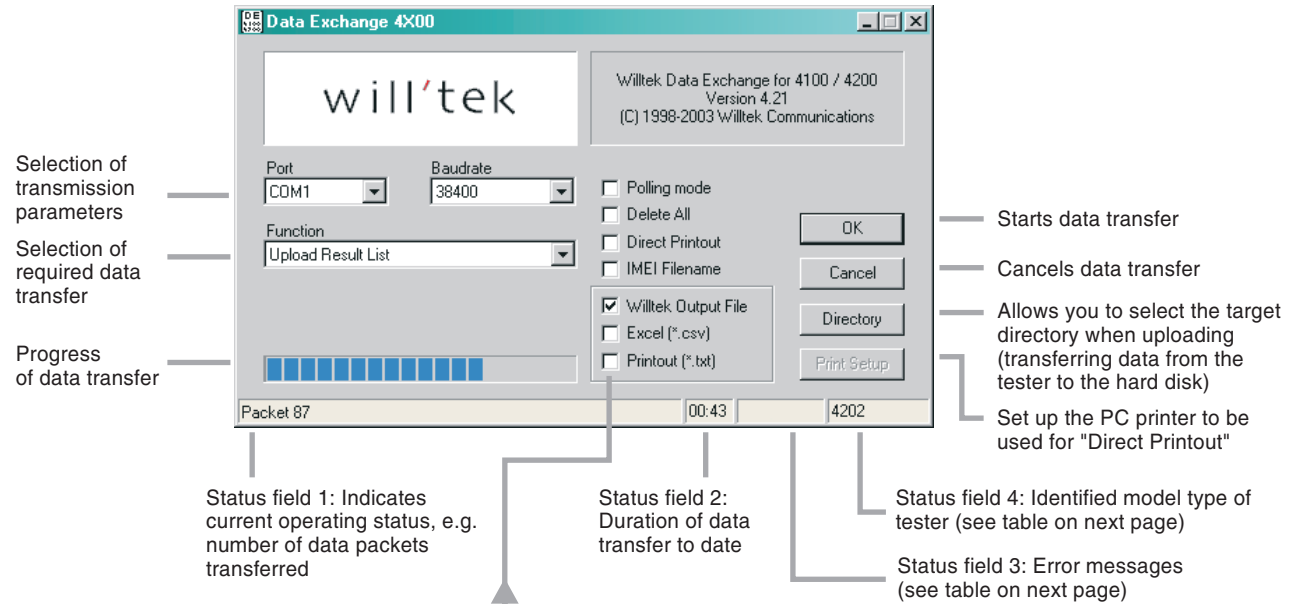 DE
Data Exchange 4X00
will'tek
Willtek Data Exchange for 4100 / 4200
Version 4.21
(C) 1998-2003 Willtek Communications
Selection of
transmission
parameters
Port
Baudrate
COM1
38400
Polling mode
Delete All
Direct Printout
IMEI Filename
OK
Starts data transfer
Selection of
required data
transfer
Function
Upload Result List
Cancel
Cancels data transfer
Willtek Output File
Excel (*.csv)
Printout (*.txt)
Directory
Allows you to select the target
directory when uploading
(transferring data from the
tester to the hard disk)
Progress
of data transfer
Print Setup
Set up the PC printer to be
used for "Direct Printout"
Packet 87
00:43
4202
Status field 1: Indicates
current operating status, e.g.
number of data packets
transferred
Status field 2:
Duration of data
transfer to date
Status field 4: Identified model type of
tester (see table on next page)
Status field 3: Error messages
(see table on next page)